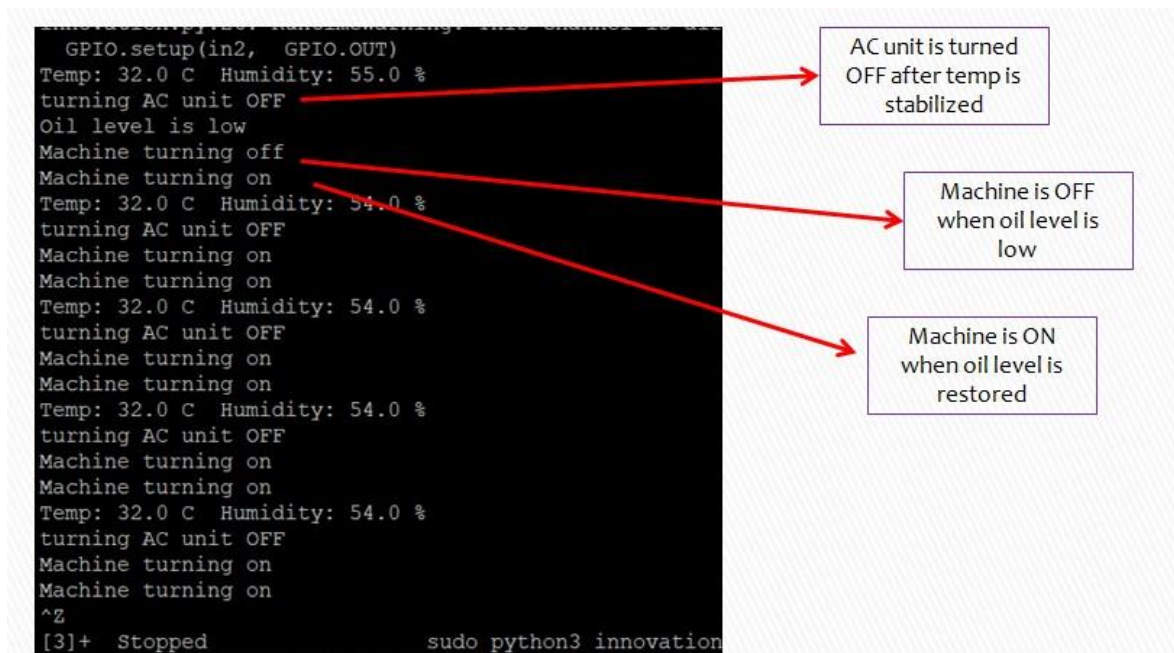 GPIO.setup(in2, GPIO.OUT)
Temp: 32.0 C Humidity: 55.0 %
turning AC unit OFF
Oil level is low
Machine turning off
Machine turning on
Temp: 32.0 C Humidity: 54.0 %
turning AC unit OFF
Machine turning on
Machine turning on
Temp: 32.0 C Humidity: 54.0 %
turning AC unit OFF
Machine turning on
Machine turning on
Temp: 32.0 C Humidity: 54.0 %
turning AC unit OFF
Machine turning on
Machine turning on
Temp: 32.0 C Humidity: 54.0 %
turning AC unit OFF
Machine turning on
Machine turning on
^Z
[3]+ Stopped sudo python3 innovation
AC unit is turned
OFF after temp is
stabilized
Machine is OFF
when oil level is
low
Machine is ON
when oil level is
restored